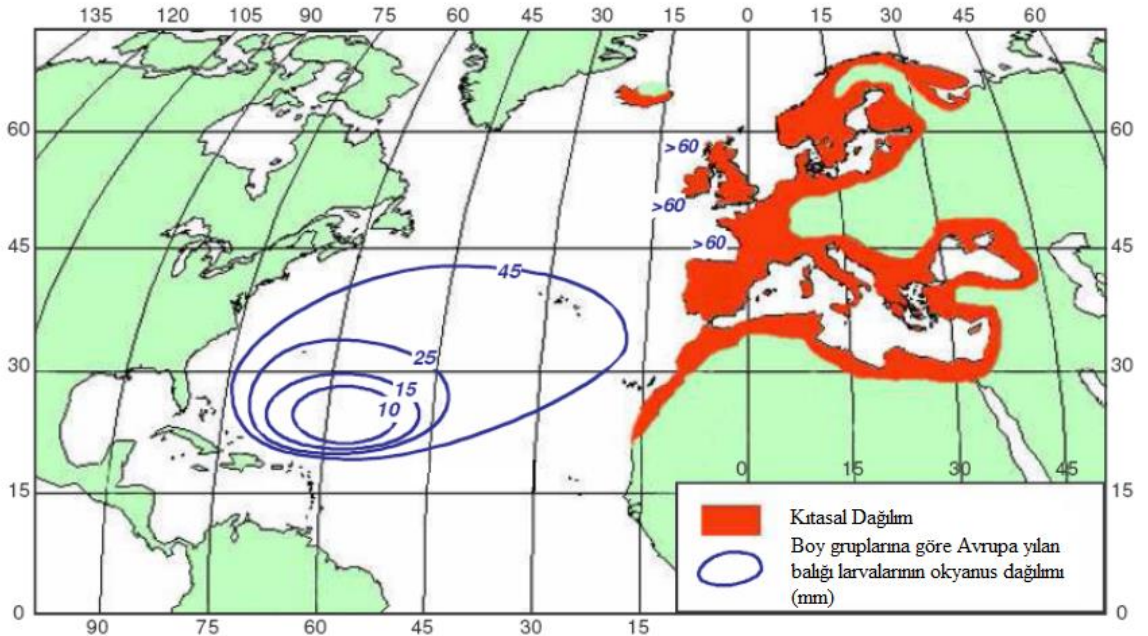 135 120 105 90 75 60 45 30 15 0 15 30 45 60
60 60
>60
>60
45 >60 45
45
30 25 30
15
10
0 15 30 45
15 15
Kıtasal Dağılım
Boy gruplarına göre Avrupa yılan
balığı larvalarının okyanus dağılımı
(mm)
0 0
90 75 60 45 30 15